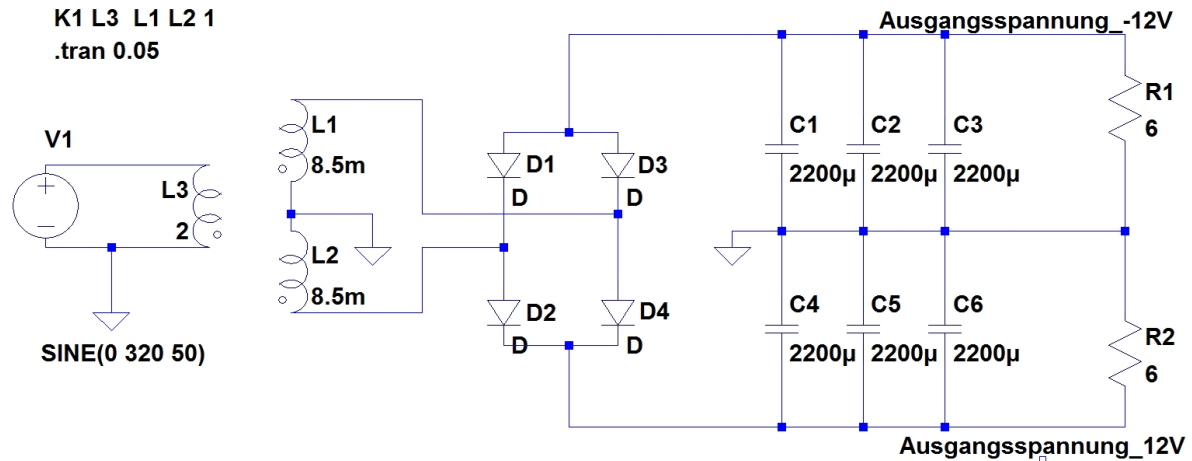 K1 L3 L1 L2 1
.tran 0.05
Ausgangsspannung_-12V
V1
L3
2
SINE(0 320 50)
L1
8.5m
L2
8.5m
D1
D
D3
D
D2
D
D4
D
C1
2200µ
C2
2200µ
C3
2200µ
R1
6
C4
2200µ
C5
2200µ
C6
2200µ
R2
6
Ausgangsspannung_12V